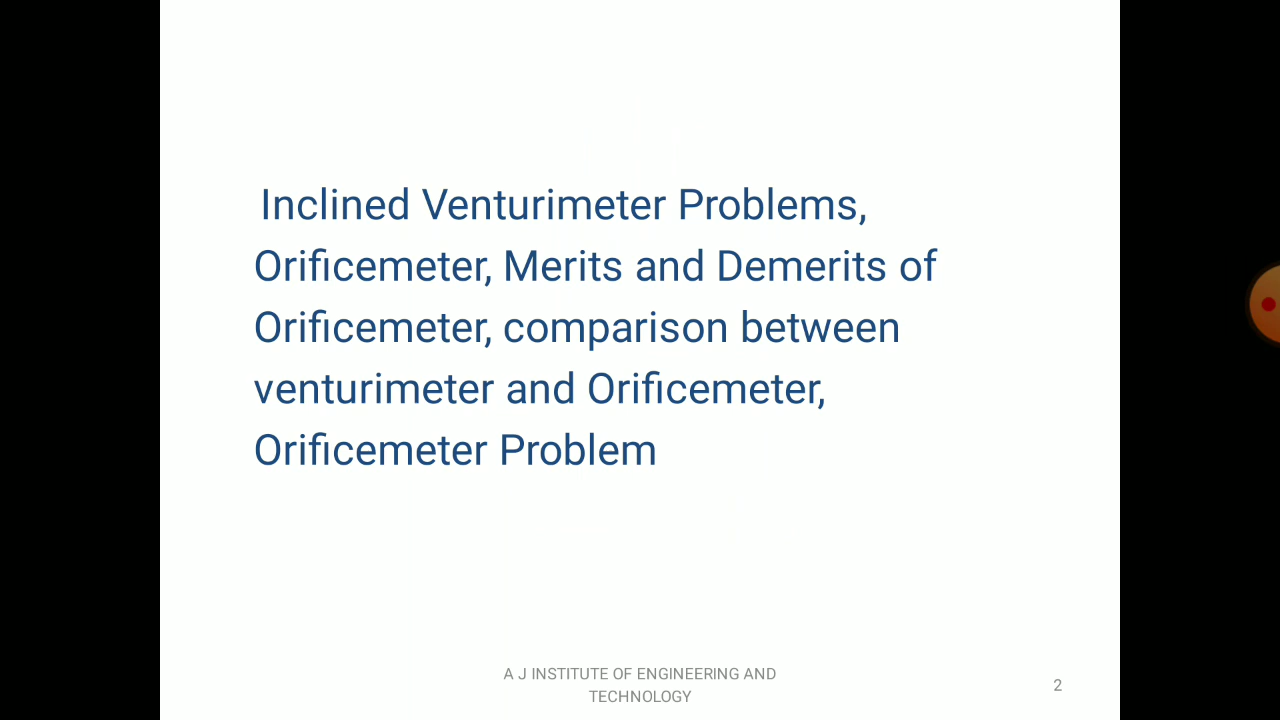 Inclined Venturimeter Problems,
Orificemeter, Merits and Demerits of
Orificemeter, comparison between
venturimeter and Orificemeter,
Orificemeter Problem
A J INSTITUTE OF ENGINEERING AND
TECHNOLOGY
2